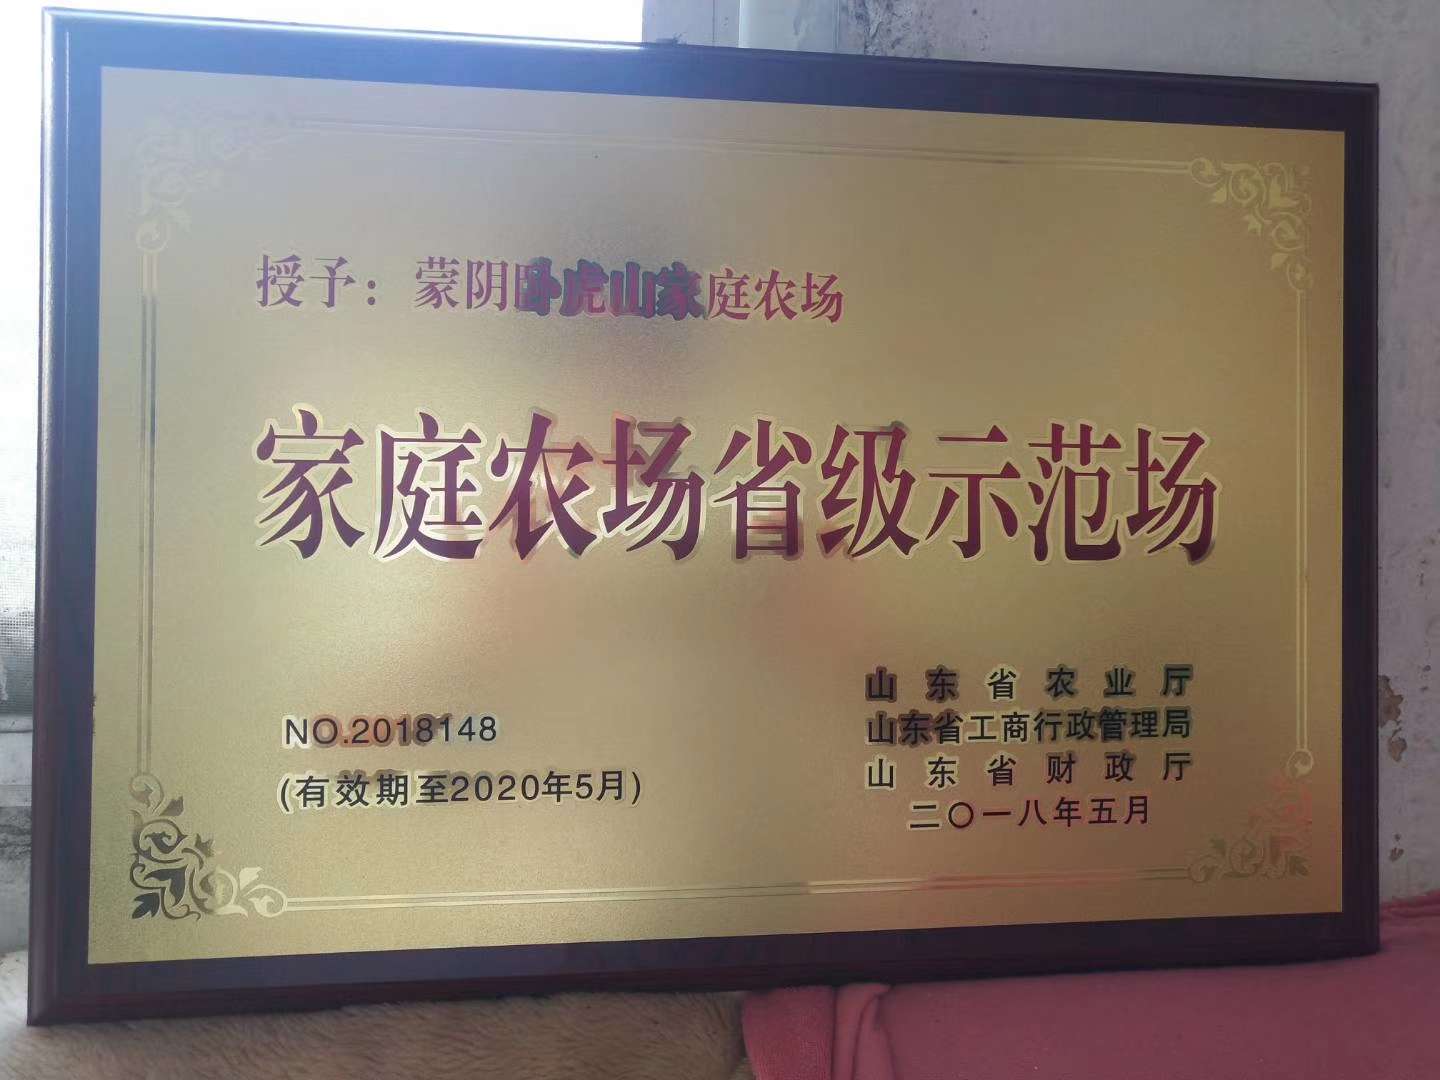 授予：蒙阴卧虎山家庭农场
家庭农场省级示范场
NO.2018148
(有效期至2020年5月)
山东省农业厅
山东省工商行政管理局
山东省财政厅
二〇一八年五月